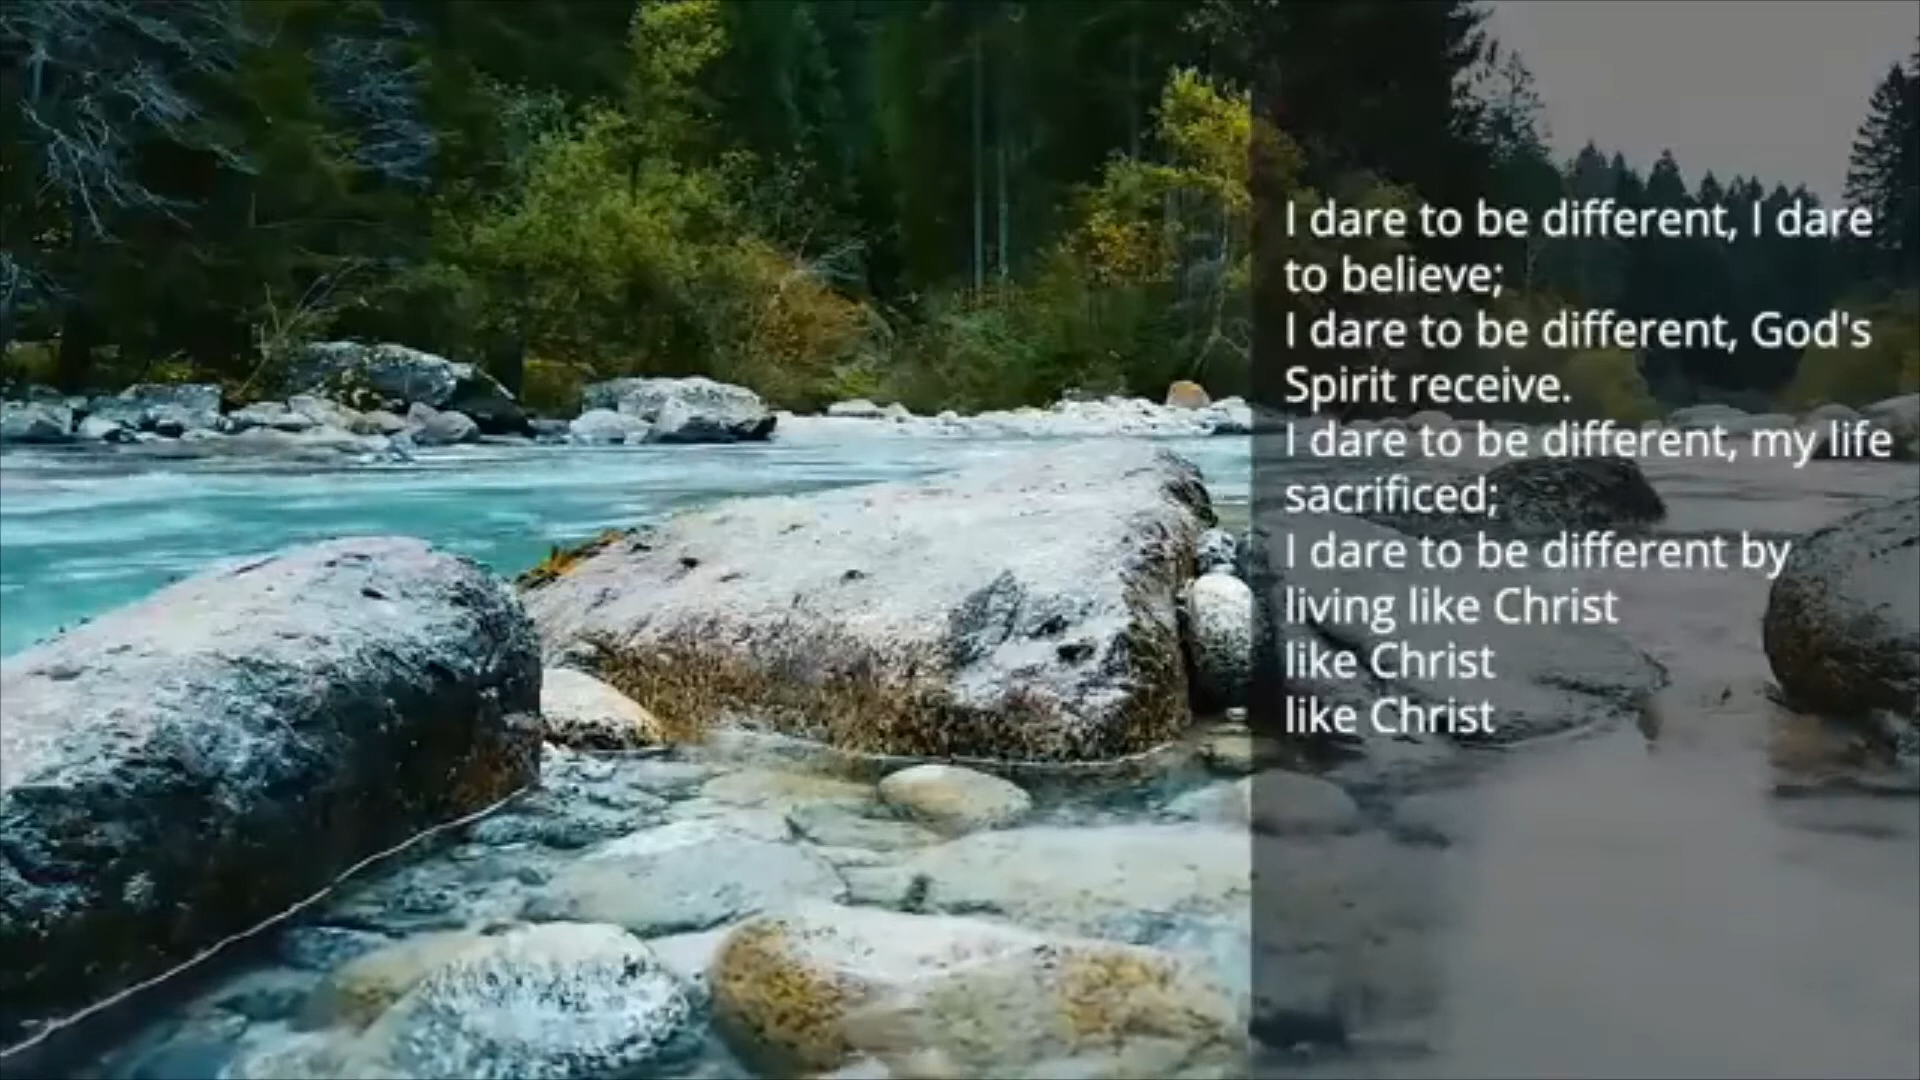 I dare to be different, I dare
to believe;
I dare to be different, God's
Spirit receive.
I dare to be different, my life
sacrificed;
I dare to be different by
living like Christ
like Christ
like Christ